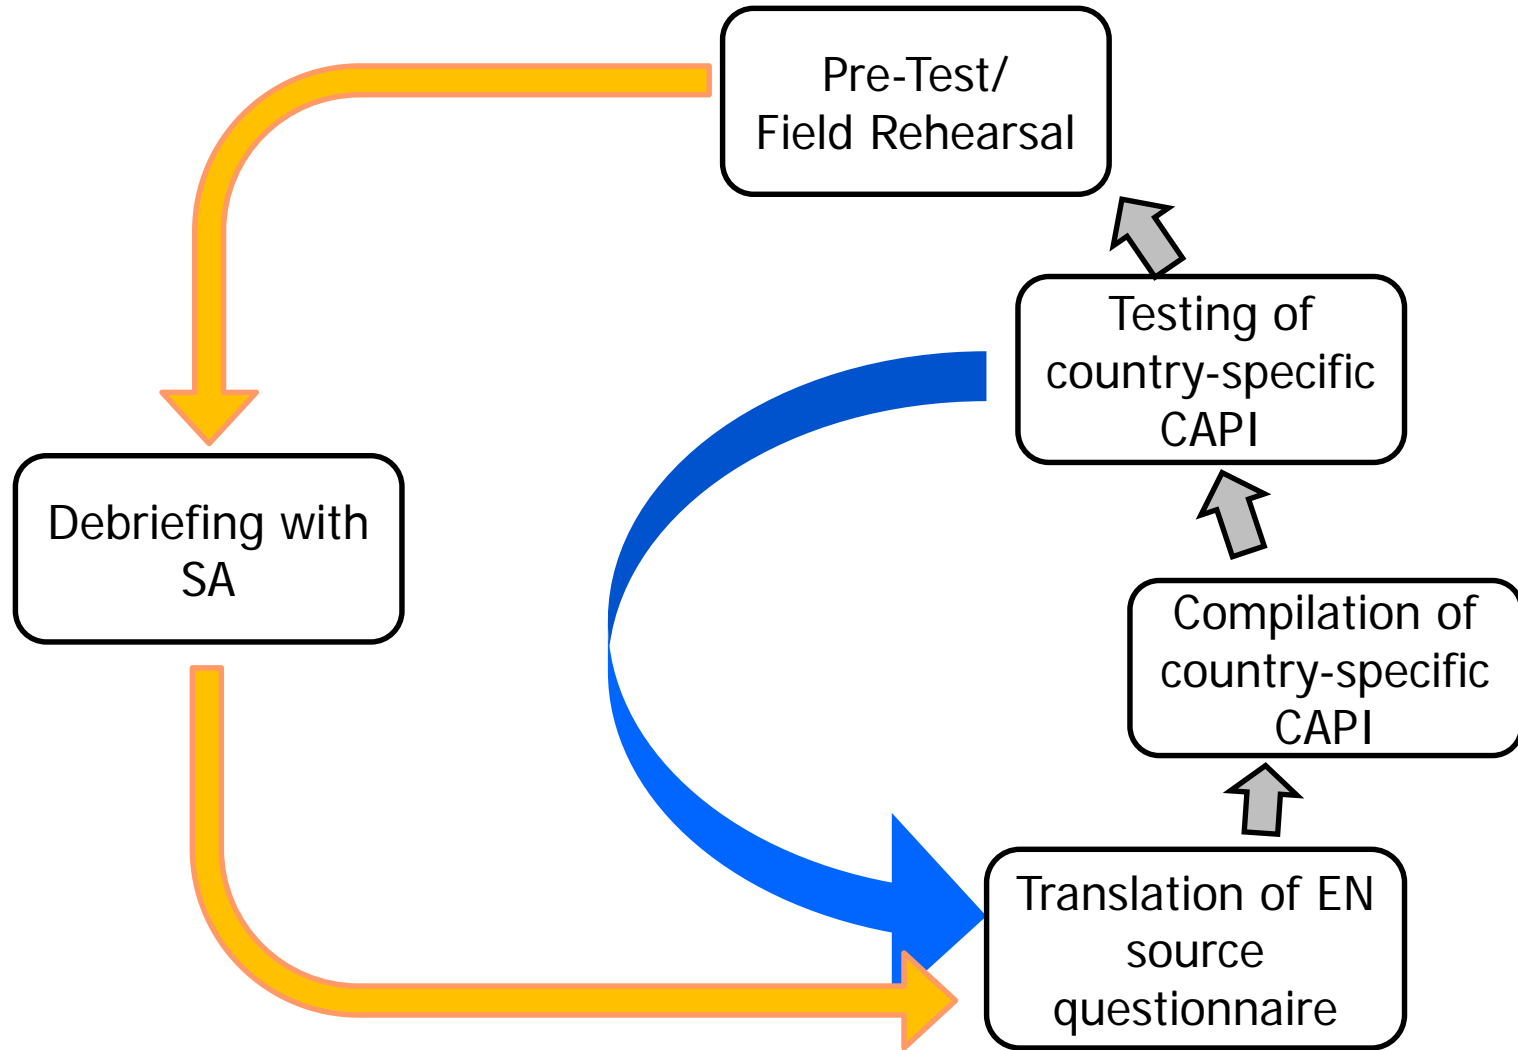 Pre-Test/
Field Rehearsal
Testing of
country-specific
CAPI
Debriefing with
SA
Compilation of
country-specific
CAPI
Translation of EN
source
questionnaire